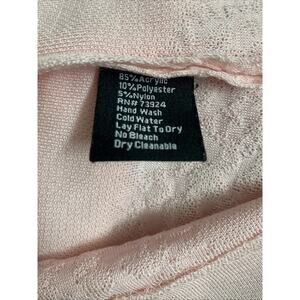 85%Acrylic
10%Polyester
5%Nylon
RN# 73924
Hand Wash
Cold Water
Lay Flat To Dry
No Bleach
Dry Cleanable